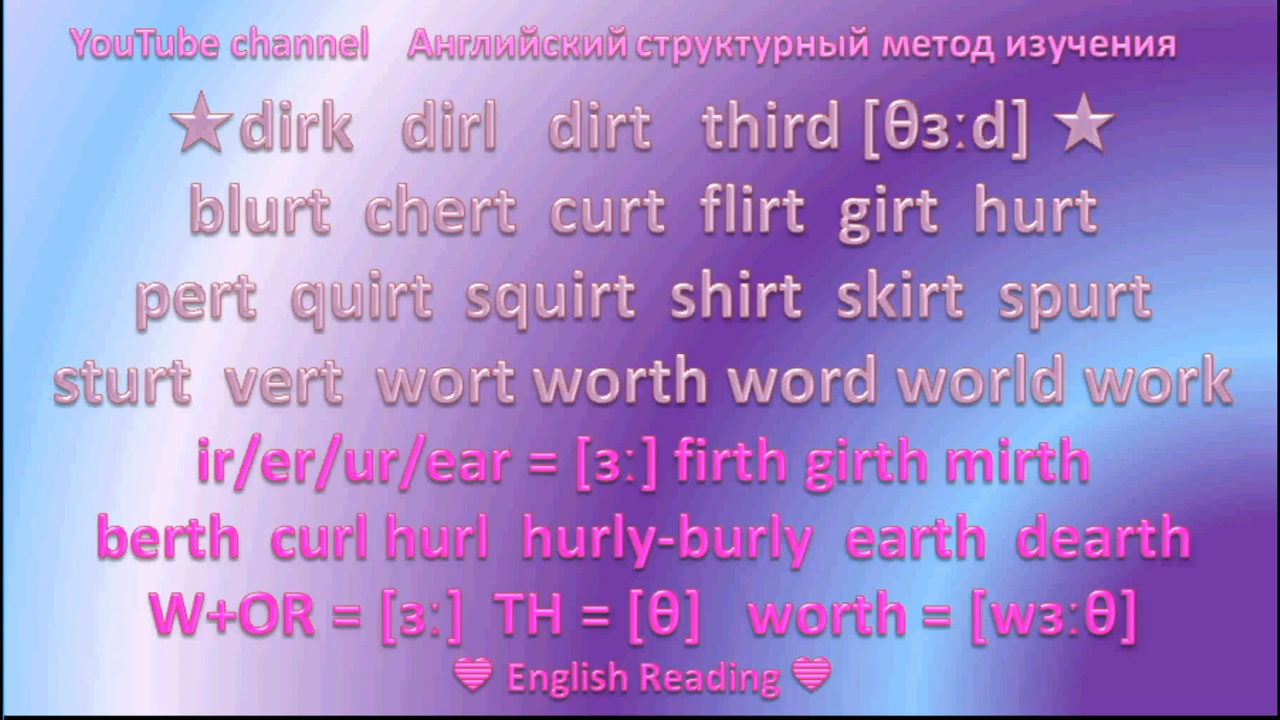 YouTube channel Английский структурный метод изучения
★dirk dirl dirt third [θɜːd] ★
blurt chert curt flirt girt hurt
pert quirt squirt shirt skirt spurt
sturt vert wort worth word world work
ir/er/ur/ear = [ɜː] firth girth mirth
berth curl hurl hurly-burly earth dearth
W+OR = [ɜː] TH = [θ] worth = [wɜːθ]
♥ English Reading ♥